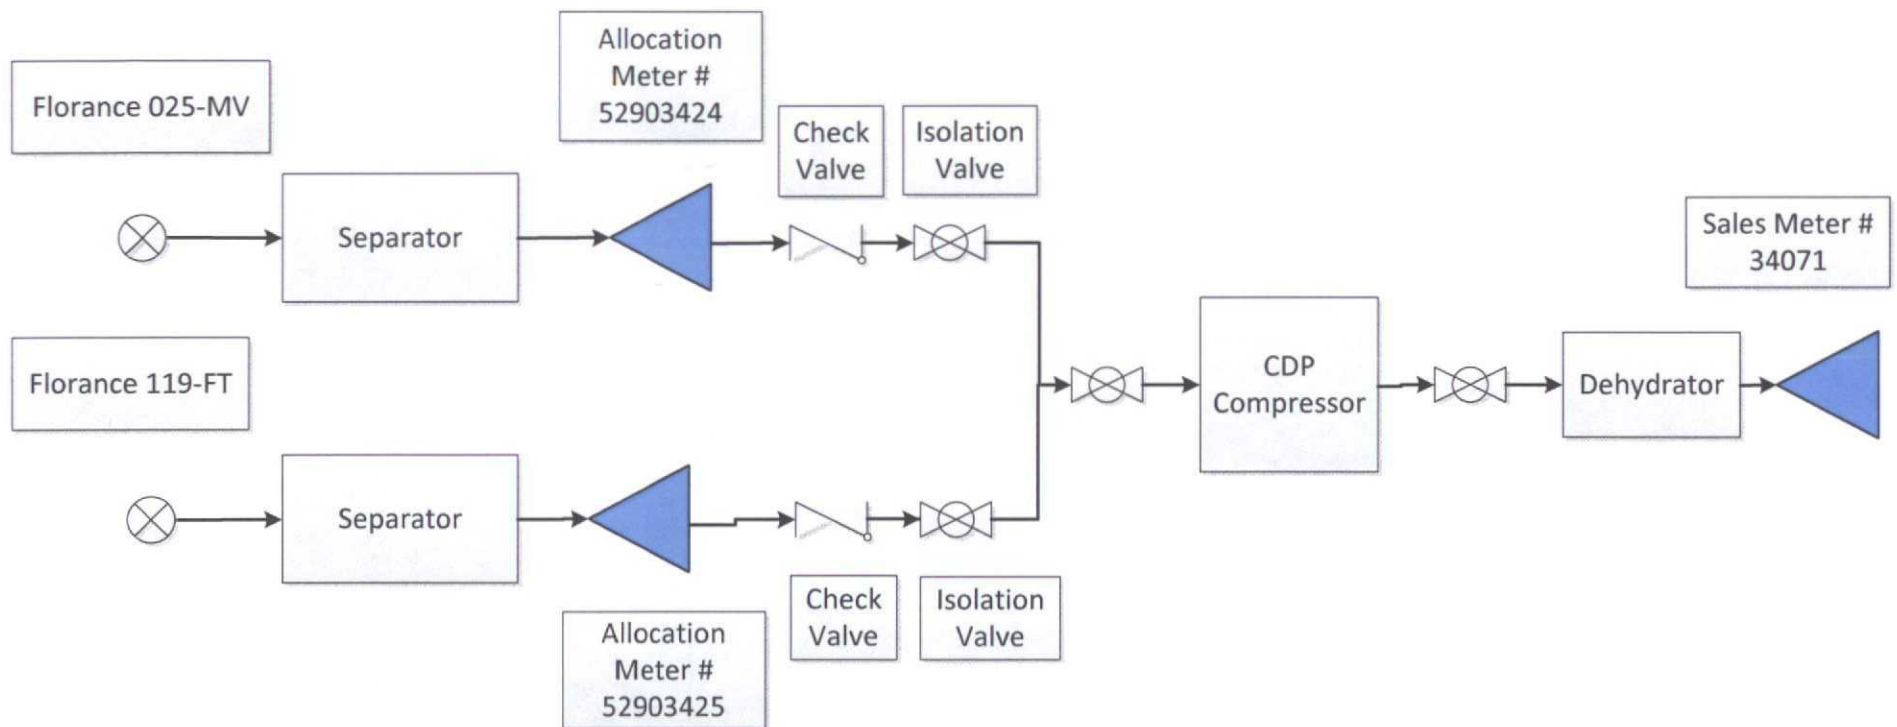 Florance 025-MV
Allocation
Meter #
52903424
Check
Valve
Isolation
Valve
Separator
Sales Meter #
34071
Florance 119-FT
CDP
Compressor
Dehydrator
Separator
Check
Valve
Isolation
Valve
Allocation
Meter #
52903425